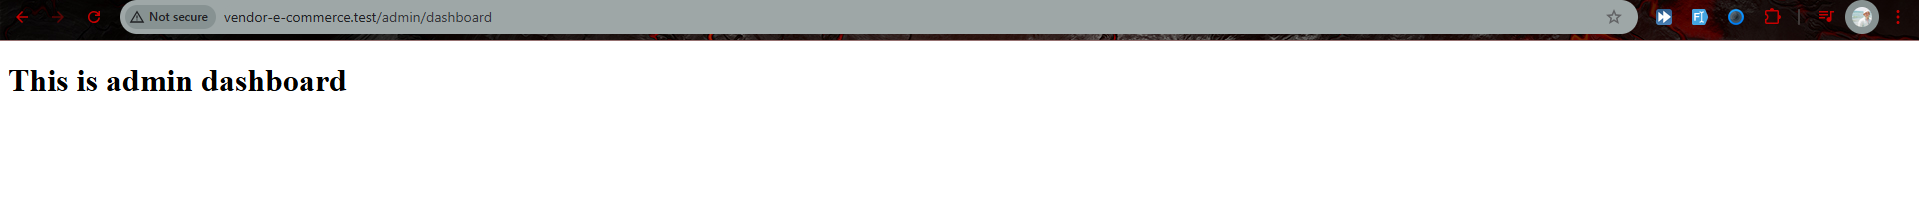 Not secure vendor-e-commerce.test/admin/dashboard
This is admin dashboard